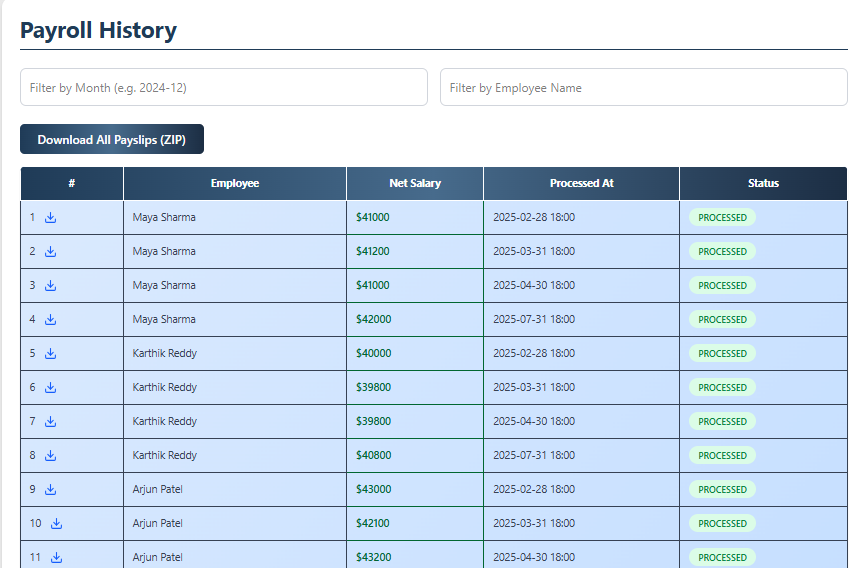 Payroll History
Filter by Month (e.g. 2024-12) Filter by Employee Name
Download All Payslips (ZIP)
# Employee Net Salary Processed At Status
1 Maya Sharma $41000 2025-02-28 18:00 PROCESSED
2 Maya Sharma $41200 2025-03-31 18:00 PROCESSED
3 Maya Sharma $41000 2025-04-30 18:00 PROCESSED
4 Maya Sharma $42000 2025-07-31 18:00 PROCESSED
5 Karthik Reddy $40000 2025-02-28 18:00 PROCESSED
6 Karthik Reddy $39800 2025-03-31 18:00 PROCESSED
7 Karthik Reddy $39800 2025-04-30 18:00 PROCESSED
8 Karthik Reddy $40800 2025-07-31 18:00 PROCESSED
9 Arjun Patel $43000 2025-02-28 18:00 PROCESSED
10 Arjun Patel $42100 2025-03-31 18:00 PROCESSED
11 Arjun Patel $43200 2025-04-30 18:00 PROCESSED